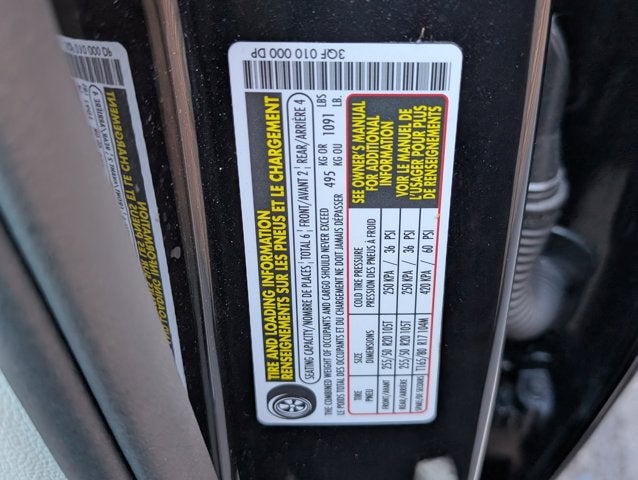 3QF 010 000 DP
TIRE AND LOADING INFORMATION
RENSEIGNEMENTS SUR LES PNEUS ET LE CHARGEMENT
SEATING CAPACITY/NOMBRE DE PLACES | TOTAL 6 | FRONT/AVANT 2 | REAR/ARRIÈRE 4
THE COMBINED WEIGHT OF OCCUPANTS AND CARGO SHOULD NEVER EXCEED 495 KG OR 1091 LBS
LE POIDS TOTAL DES OCCUPANTS ET DU CHARGEMENT NE DOIT JAMAIS DÉPASSER KG OU LB.
TIRE SIZE COLD TIRE PRESSURE
PNEU DIMENSIONS PRESSION DES PNEUS À FROID
FRONT/AVANT 255/50 R20 105T 250 KPA / 36 PSI
REAR/ARRIÈRE 255/50 R20 105T 250 KPA / 36 PSI
T165/80 R17 104M 420 KPA / 60 PSI
SEE OWNER'S MANUAL
FOR ADDITIONAL
INFORMATION
VOIR LE MANUEL DE
L'USAGER POUR PLUS
DE RENSEIGNEMENTS